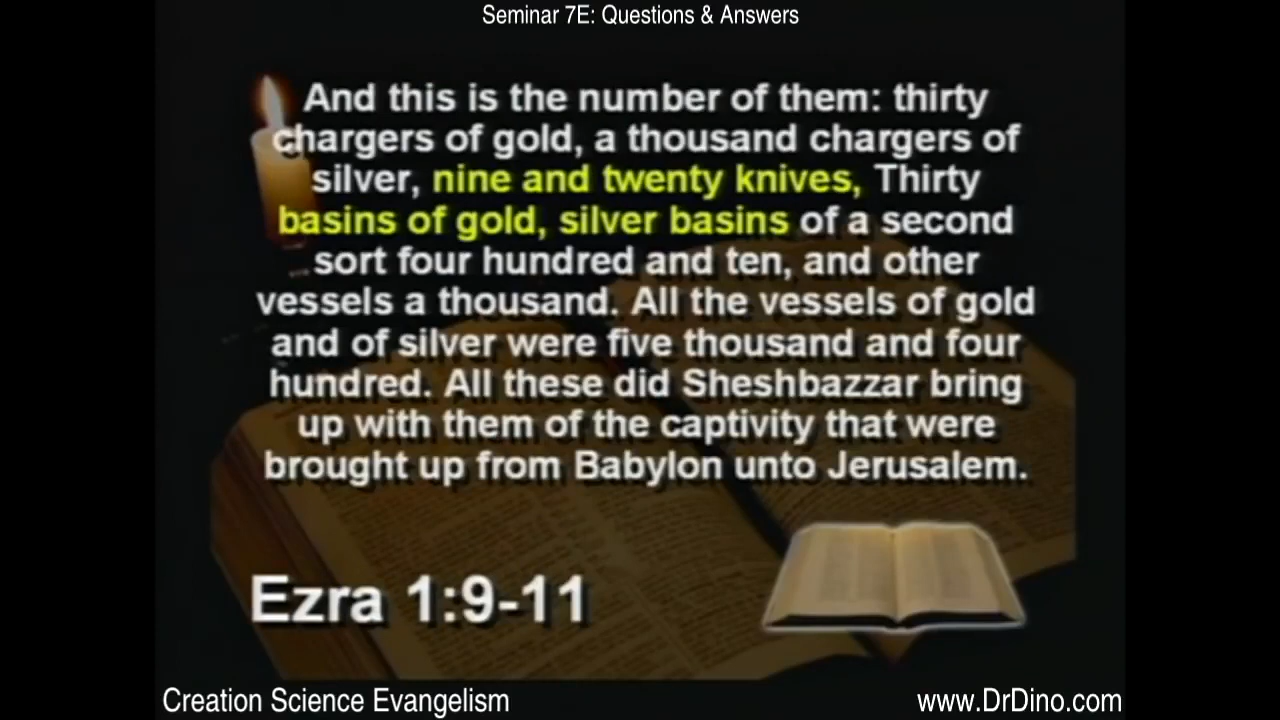 Seminar 7E: Questions & Answers
And this is the number of them: thirty
chargers of gold, a thousand chargers of
silver, nine and twenty knives, Thirty
basins of gold, silver basins of a second
sort four hundred and ten, and other
vessels a thousand. All the vessels of gold
and of silver were five thousand and four
hundred. All these did Sheshbazzar bring
up with them of the captivity that were
brought up from Babylon unto Jerusalem.
Ezra 1:9-11
Creation Science Evangelism
www.DrDino.com